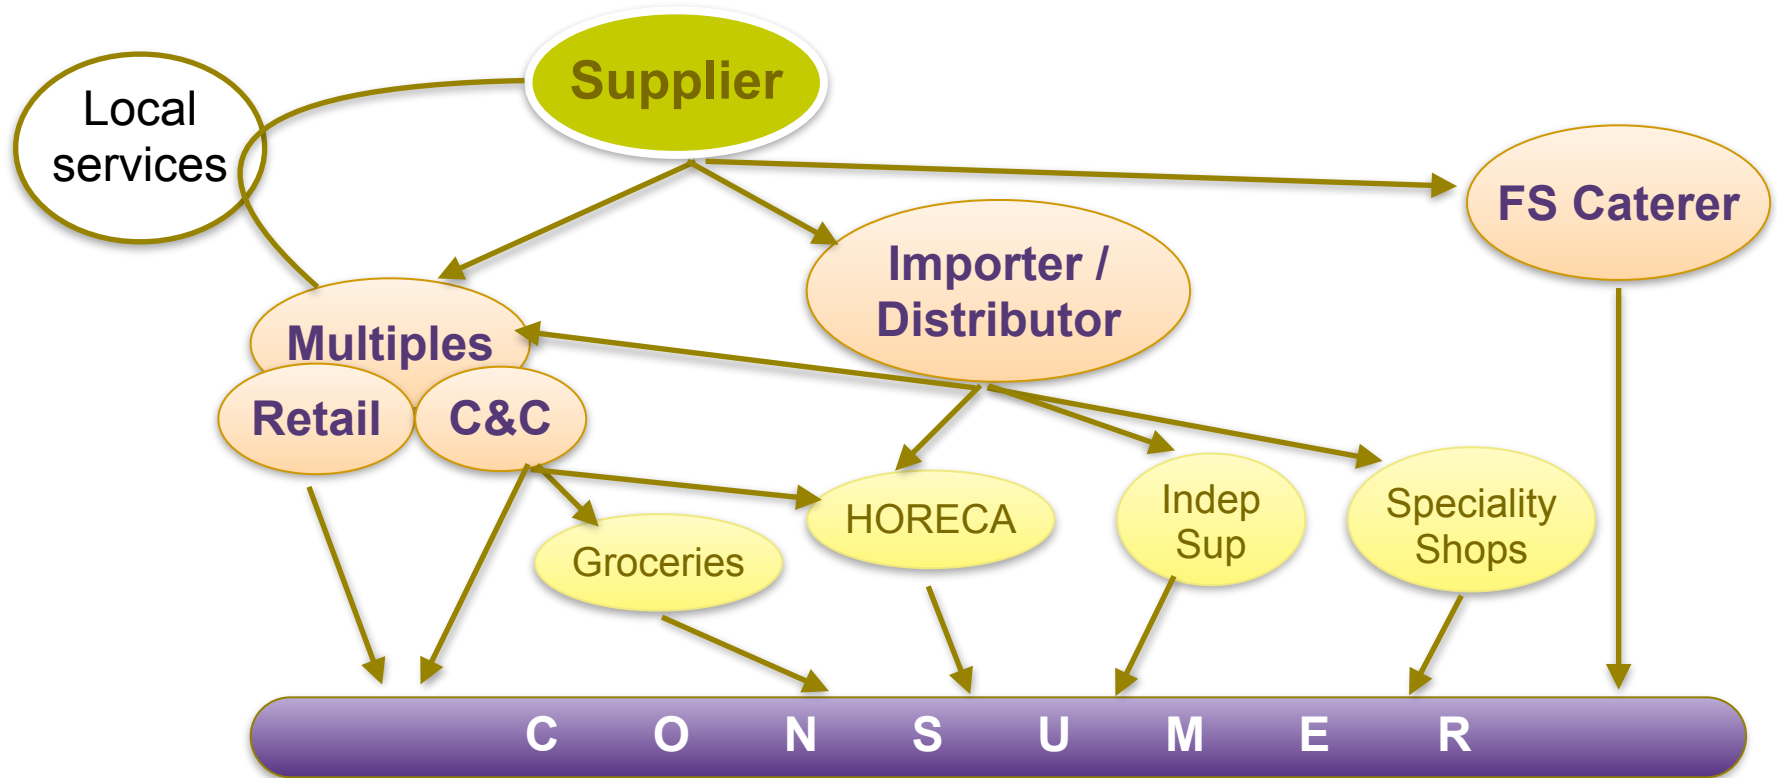 Supplier
Local
services
FS Caterer
Importer /
Distributor
Multiples
Retail
C&C
HORECA
Indep
Sup
Speciality
Shops
Groceries
C O N S U M E R